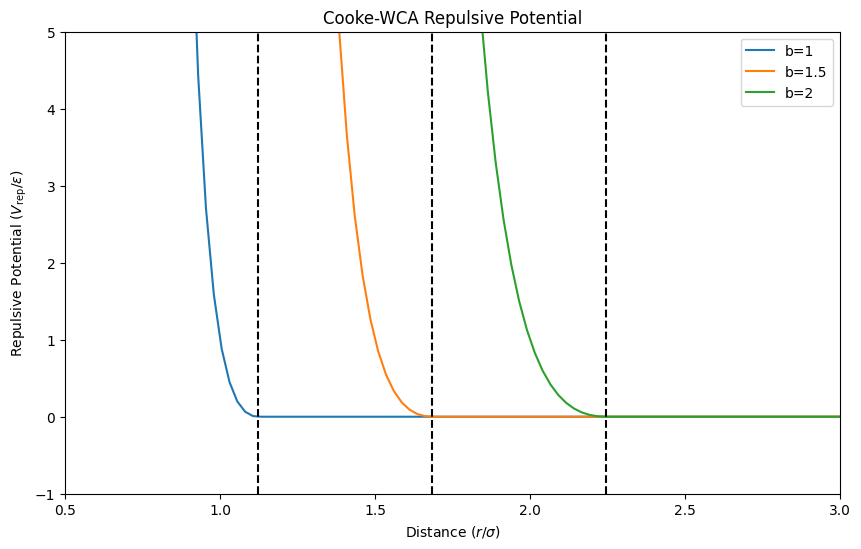 Cooke-WCA Repulsive Potential
5
4
3
2
1
0
−1
Repulsive Potential (V_rep/ϵ)
b=1
b=1.5
b=2
0.5 1.0 1.5 2.0 2.5 3.0
Distance (r/σ)